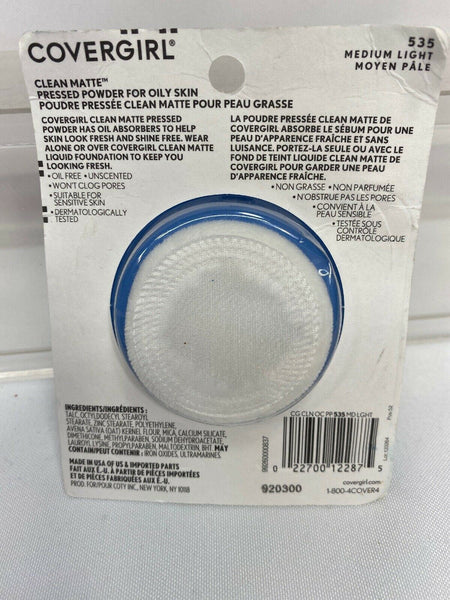 COVERGIRL®
535
MEDIUM LIGHT
MOYEN PÂLE
CLEAN MATTE™
PRESSED POWDER FOR OILY SKIN
POUDRE PRESSÉE CLEAN MATTE POUR PEAU GRASSE
COVERGIRL CLEAN MATTE PRESSED
POWDER HAS OIL ABSORBERS TO HELP
SKIN LOOK FRESH AND SHINE FREE. WEAR
ALONE OR OVER COVERGIRL CLEAN MATTE
LIQUID FOUNDATION TO KEEP YOU
LOOKING FRESH.
• OIL FREE • UNSCENTED
• WON'T CLOG PORES
• SUITABLE FOR
SENSITIVE SKIN
• DERMATOLOGICALLY
TESTED
LA POUDRE PRESSÉE CLEAN MATTE DE
COVERGIRL ABSORBE LE SÉBUM POUR UNE
PEAU D'APPARENCE FRAÎCHE ET SANS
LUISANCE. PORTEZ-LA SEULE OU AVEC LE
FOND DE TEINT LIQUIDE CLEAN MATTE DE
COVERGIRL POUR GARDER UNE PEAU
D'APPARENCE FRAÎCHE.
• NON GRASSE • NON PARFUMÉE
• N'OBSTRUE PAS LES PORES
• CONVIENT À LA
PEAU SENSIBLE
• TESTÉE SOUS
CONTRÔLE
DERMATOLOGIQUE
INGREDIENTS/INGRÉDIENTS :
TALC, OCTYLDODECYL STEAROYL
STEARATE, ZINC STEARATE, POLYETHYLENE,
AVENA SATIVA (OAT) KERNEL FLOUR, MICA, CALCIUM SILICATE,
DIMETHICONE, METHYLPARABEN, SODIUM DEHYDROACETATE,
LAUROYL LYSINE, PROPYLPARABEN, MALTODEXTRIN, BHT. MAY
CONTAIN/PEUT CONTENIR : IRON OXIDES, ULTRAMARINES.
MADE IN USA OF US & IMPORTED PARTS
FAIT AUX É.-U. À PARTIR DE PIÈCES IMPORTÉES
ET DE PIÈCES FABRIQUÉES AUX É.-U.
PROD. FOR/POUR COTY INC., NEW YORK, NY 10118
CG CLN OC PP 535 MD LGHT
0 22700 12287 5
920300
covergirl.com
1-800-4COVER4